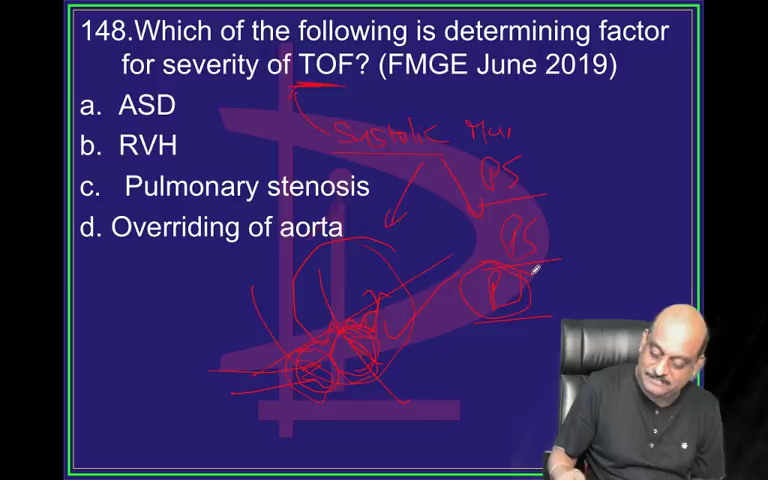 148.Which of the following is determining factor
for severity of TOF? (FMGE June 2019)
a. ASD
b. RVH
c. Pulmonary stenosis
d. Overriding of aorta
Systolic Mur
PS
PS
P